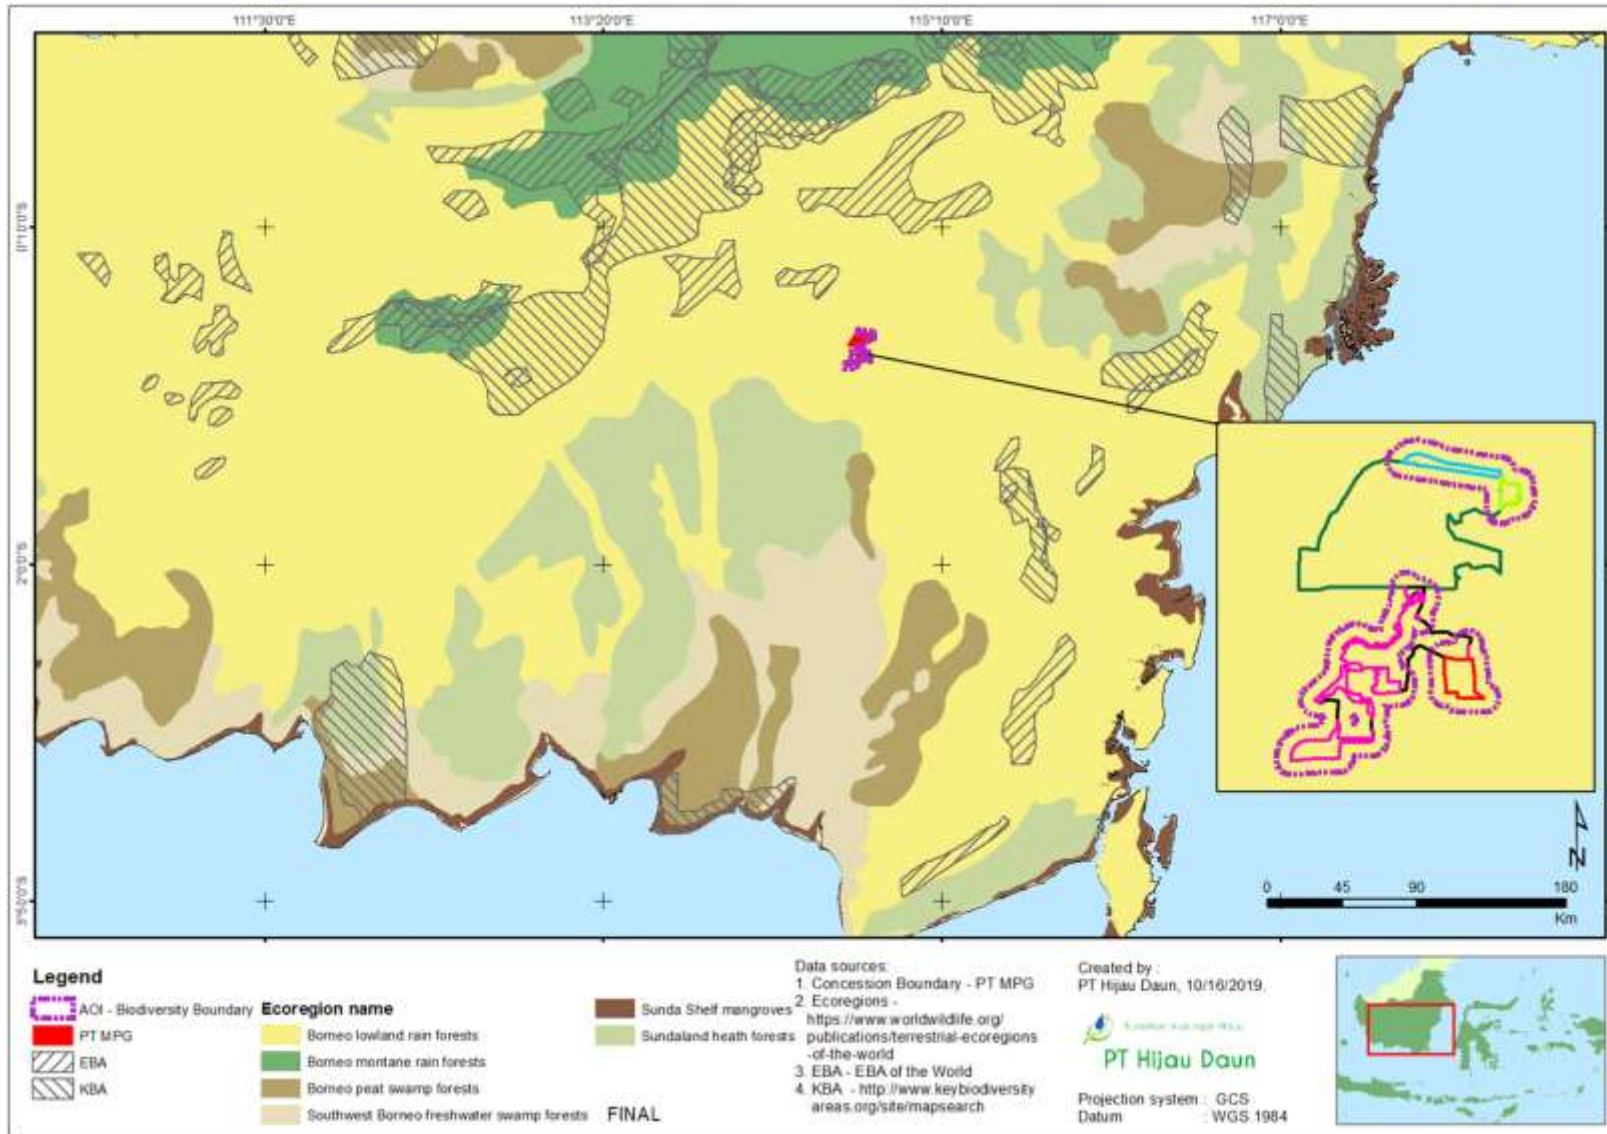 111°30'0"E 113°20'0"E 115°10'0"E 117°0'0"E
0°10'0"S
2°0'0"S
3°50'0"S
N
0 45 90 180
Km
Legend
AOI - Biodiversity Boundary
PT MPG
EBA
KBA
Ecoregion name
Borneo lowland rain forests
Borneo montane rain forests
Borneo peat swamp forests
Southwest Borneo freshwater swamp forests
Sunda Shelf mangroves
Sundaland heath forests
FINAL
Data sources:
1. Concession Boundary - PT MPG
2. Ecoregions -
https://www.worldwildlife.org/
publications/terrestrial-ecoregions
-of-the-world
3. EBA - EBA of the World
4. KBA - http://www.keybiodiversity
areas.org/site/mapsearch
Created by :
PT Hijau Daun, 10/16/2019.
PT Hijau Daun
Projection system : GCS
Datum : WGS 1984